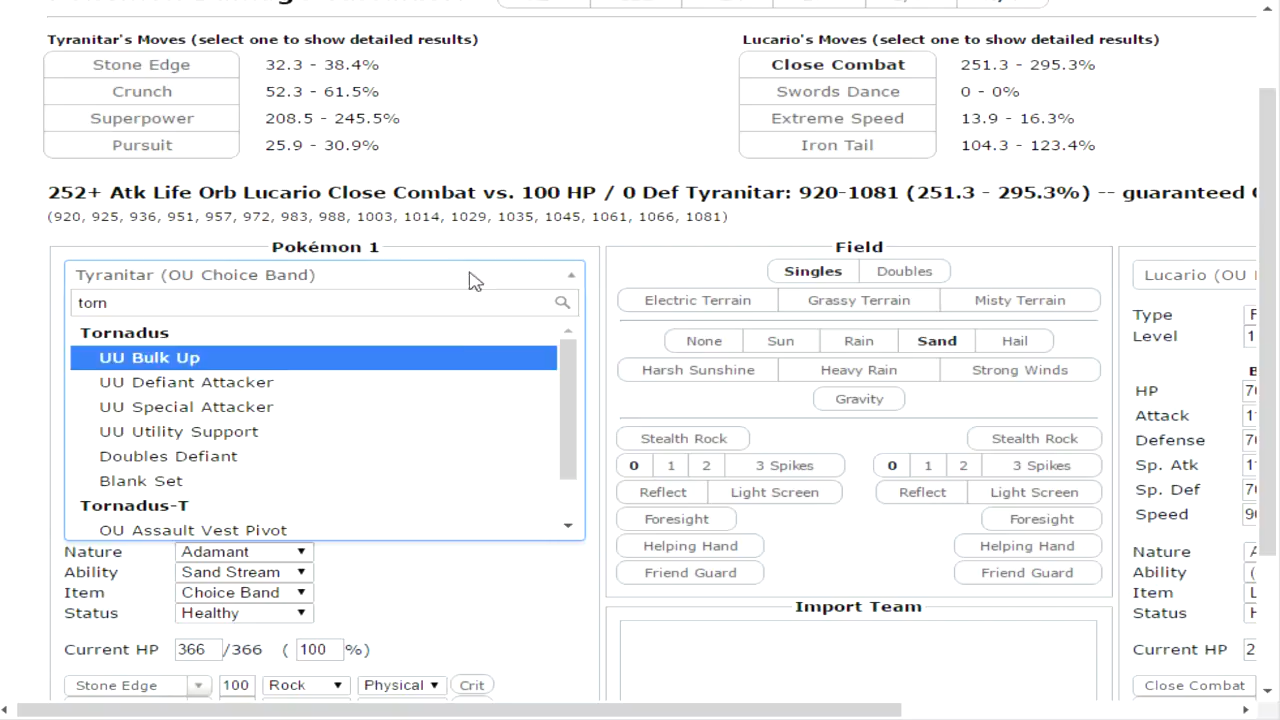 Tyranitar's Moves (select one to show detailed results)
Stone Edge 32.3 - 38.4%
Crunch 52.3 - 61.5%
Superpower 208.5 - 245.5%
Pursuit 25.9 - 30.9%
Lucario's Moves (select one to show detailed results)
Close Combat 251.3 - 295.3%
Swords Dance 0 - 0%
Extreme Speed 13.9 - 16.3%
Iron Tail 104.3 - 123.4%
252+ Atk Life Orb Lucario Close Combat vs. 100 HP / 0 Def Tyranitar: 920-1081 (251.3 - 295.3%) -- guaranteed
(920, 925, 936, 951, 957, 972, 983, 988, 1003, 1014, 1029, 1035, 1045, 1061, 1066, 1081)
Pokémon 1
Tyranitar (OU Choice Band)
torn
Tornadus
UU Bulk Up
UU Defiant Attacker
UU Special Attacker
UU Utility Support
Doubles Defiant
Blank Set
Tornadus-T
OU Assault Vest Pivot
Nature Adamant
Ability Sand Stream
Item Choice Band
Status Healthy
Current HP 366 /366 ( 100 %)
Stone Edge 100 Rock Physical Crit
Field
Singles Doubles
Electric Terrain Grassy Terrain Misty Terrain
None Sun Rain Sand Hail
Harsh Sunshine Heavy Rain Strong Winds
Gravity
Stealth Rock Stealth Rock
0 1 2 3 Spikes 0 1 2 3 Spikes
Reflect Light Screen Reflect Light Screen
Foresight Foresight
Helping Hand Helping Hand
Friend Guard Friend Guard
Import Team
Lucario (OU
Type
Level
HP
Attack
Defense
Sp. Atk
Sp. Def
Speed
Nature
Ability
Item
Status
Current HP
Close Combat